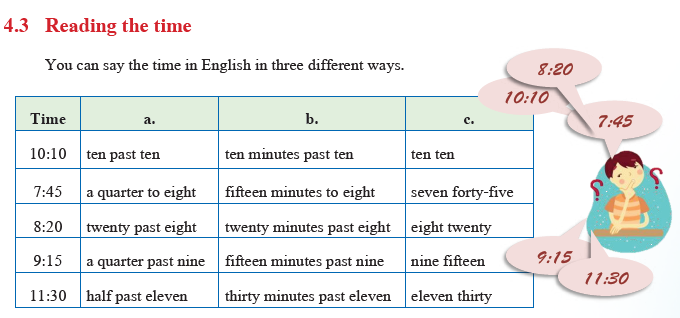 4.3 Reading the time
You can say the time in English in three different ways.
8:20
10:10
7:45
Time a. b. c.
10:10 ten past ten ten minutes past ten ten ten
7:45 a quarter to eight fifteen minutes to eight seven forty-five
8:20 twenty past eight twenty minutes past eight eight twenty
9:15 a quarter past nine fifteen minutes past nine nine fifteen
11:30 half past eleven thirty minutes past eleven eleven thirty
? ?
9:15
11:30